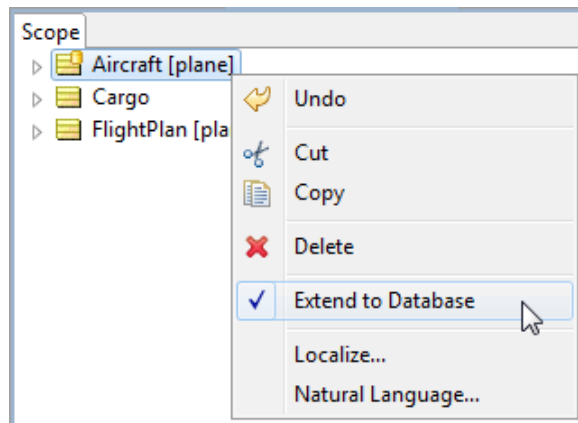 Scope
Aircraft [plane]
Cargo
FlightPlan [pla
Undo
Cut
Copy
Delete
Extend to Database
Localize...
Natural Language...